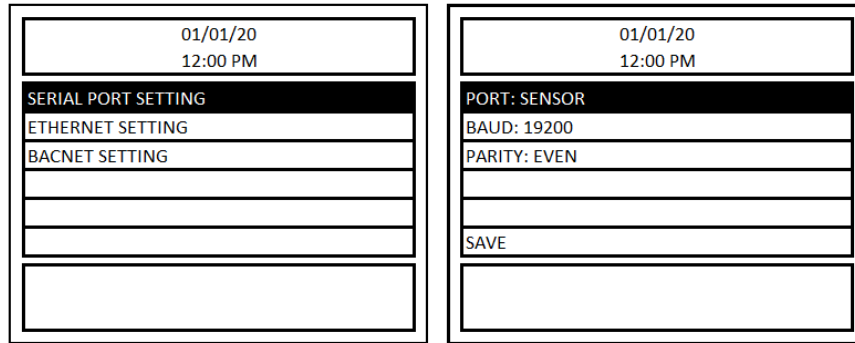 01/01/20
12:00 PM
SERIAL PORT SETTING
ETHERNET SETTING
BACNET SETTING
01/01/20
12:00 PM
PORT: SENSOR
BAUD: 19200
PARITY: EVEN
SAVE